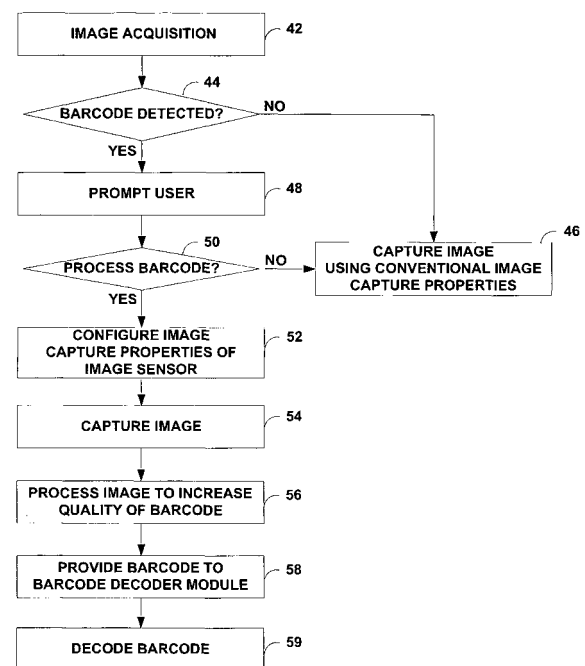 IMAGE ACQUISITION
42
44
BARCODE DETECTED?
NO
YES
PROMPT USER
48
50
PROCESS BARCODE?
NO
46
CAPTURE IMAGE
USING CONVENTIONAL IMAGE
CAPTURE PROPERTIES
YES
CONFIGURE IMAGE
CAPTURE PROPERTIES OF
IMAGE SENSOR
52
CAPTURE IMAGE
54
PROCESS IMAGE TO INCREASE
QUALITY OF BARCODE
56
PROVIDE BARCODE TO
BARCODE DECODER MODULE
58
DECODE BARCODE
59